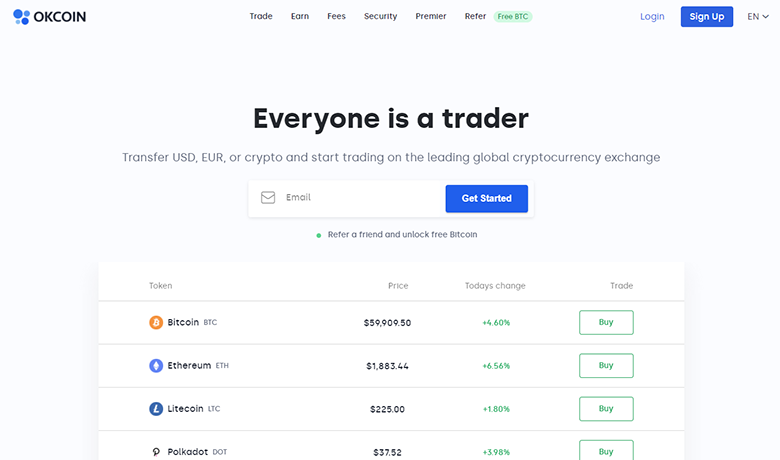 OKCOIN Trade Earn Fees Security Premier Refer Free BTC Login Sign Up EN
Everyone is a trader
Transfer USD, EUR, or crypto and start trading on the leading global cryptocurrency exchange
Email Get Started
Refer a friend and unlock free Bitcoin
Token Price Todays change Trade
Bitcoin BTC $59,909.50 +4.60% Buy
Ethereum ETH $1,883.44 +6.56% Buy
Litecoin LTC $225.00 +1.80% Buy
Polkadot DOT $37.52 +3.98% Buy